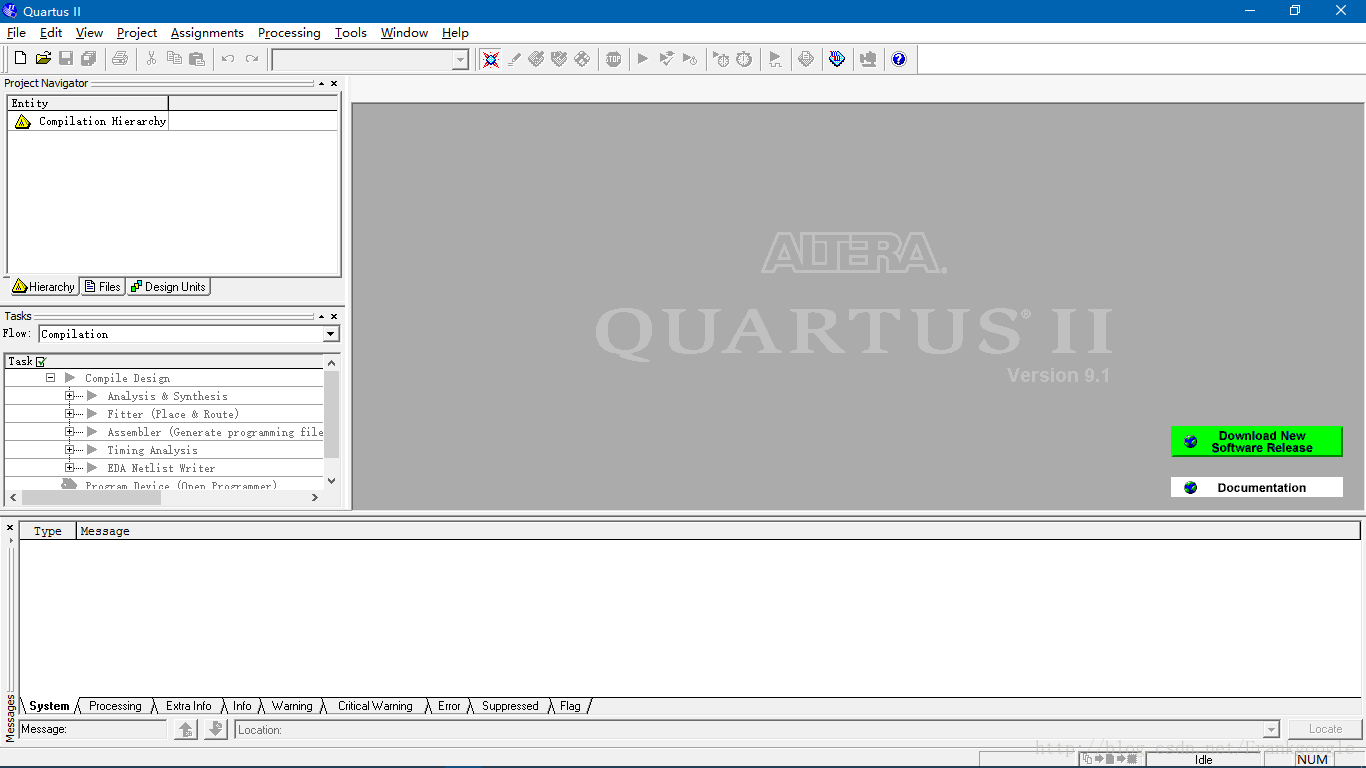 Quartus II
File Edit View Project Assignments Processing Tools Window Help
STOP
Project Navigator
Entity
Compilation Hierarchy
Hierarchy Files Design Units
Tasks
Flow: Compilation
Task
Compile Design
Analysis & Synthesis
Fitter (Place & Route)
Assembler (Generate programming file
Timing Analysis
EDA Netlist Writer
Program Device (Open Programmer)
ALTERA.
QUARTUS® II
Version 9.1
Download New
Software Release
Documentation
Type Message
System Processing Extra Info Info Warning Critical Warning Error Suppressed Flag
Messages
Message: Location: Locate
http://blog.csdn.net/Frankgoogle
Idle NUM